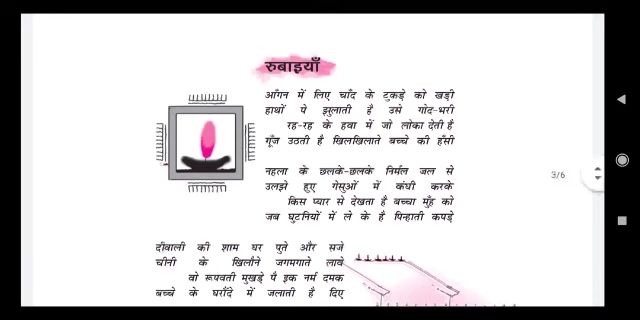 रुबाइयाँ
आँगन में लिए चाँद के टुकड़े को खड़ी
हाथों पे झुलाती है उसे गोद-भरी
रह-रह के हवा में जो लोका देती है
गूँज उठती है खिलखिलाते बच्चे की हँसी
नहला के छलके-छलके निर्मल जल से
उलझे हुए गेसुओं में कंघी करके
किस प्यार से देखता है बच्चा मुँह को
जब घुटनियों में ले के है पिन्हाती कपड़े
3/6
दीवाली की शाम घर पुते और सजे
चीनी के खिलौने जगमगाते लावे
वो रूपवती मुखड़े पै इक नर्म दमक
बच्चे के घरौंदे में जलाती है दिए